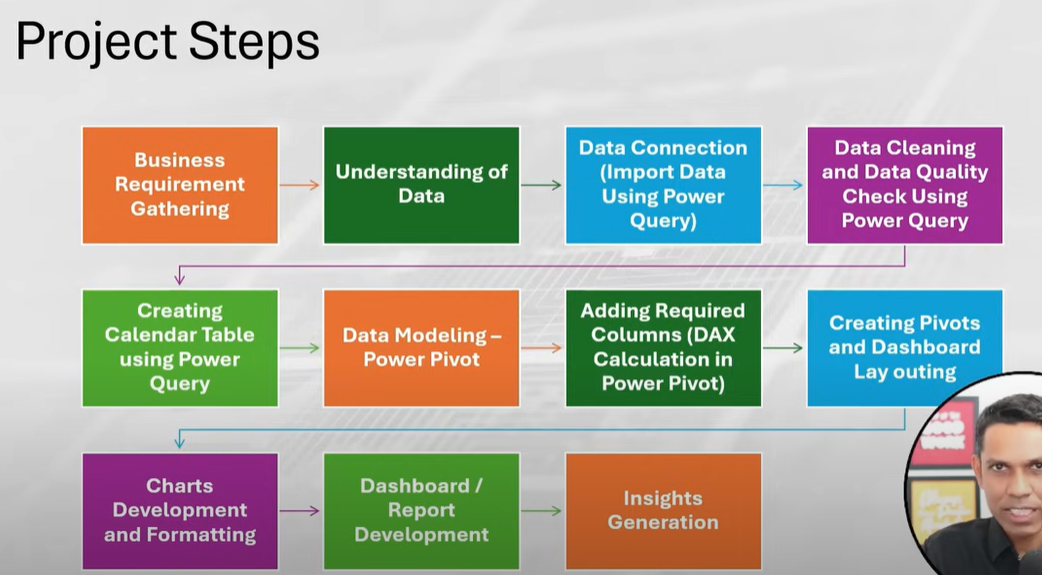 Project Steps
Business
Requirement
Gathering
Understanding of
Data
Data Connection
(Import Data
Using Power
Query)
Data Cleaning
and Data Quality
Check Using
Power Query
Creating
Calendar Table
using Power
Query
Data Modeling –
Power Pivot
Adding Required
Columns (DAX
Calculation in
Power Pivot)
Creating Pivots
and Dashboard
Lay outing
Charts
Development
and Formatting
Dashboard /
Report
Development
Insights
Generation